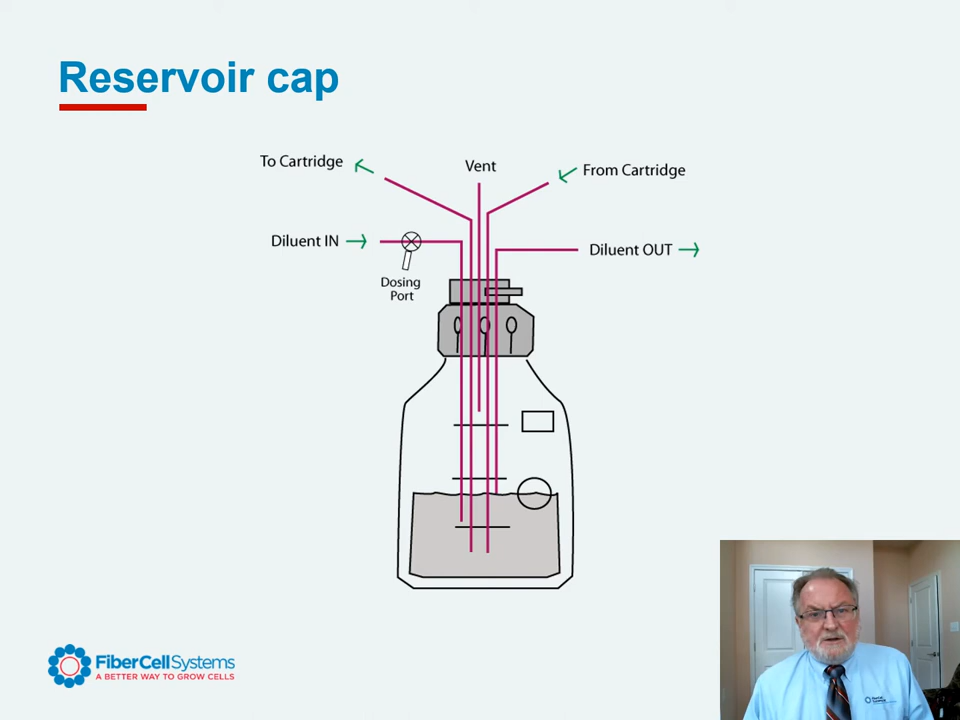 Reservoir cap
To Cartridge
Vent
From Cartridge
Diluent IN
Diluent OUT
Dosing
Port
FiberCellSystems
A BETTER WAY TO GROW CELLS